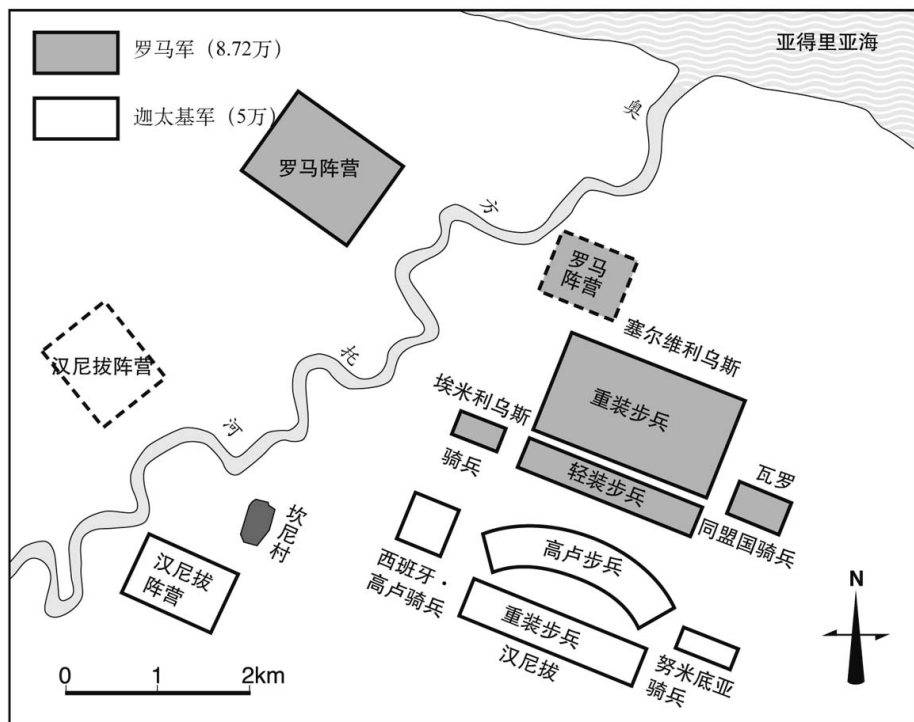 罗马军（8.72万）
迦太基军（5万）
亚得里亚海
奥
方
托
河
罗马阵营
罗马
阵营
汉尼拔阵营
塞尔维利乌斯
重装步兵
埃米利乌斯
骑兵
轻装步兵
瓦罗
同盟国骑兵
坎尼村
汉尼拔
阵营
西班牙·
高卢骑兵
高卢步兵
重装步兵
汉尼拔
努米底亚
骑兵
N
0 1 2km